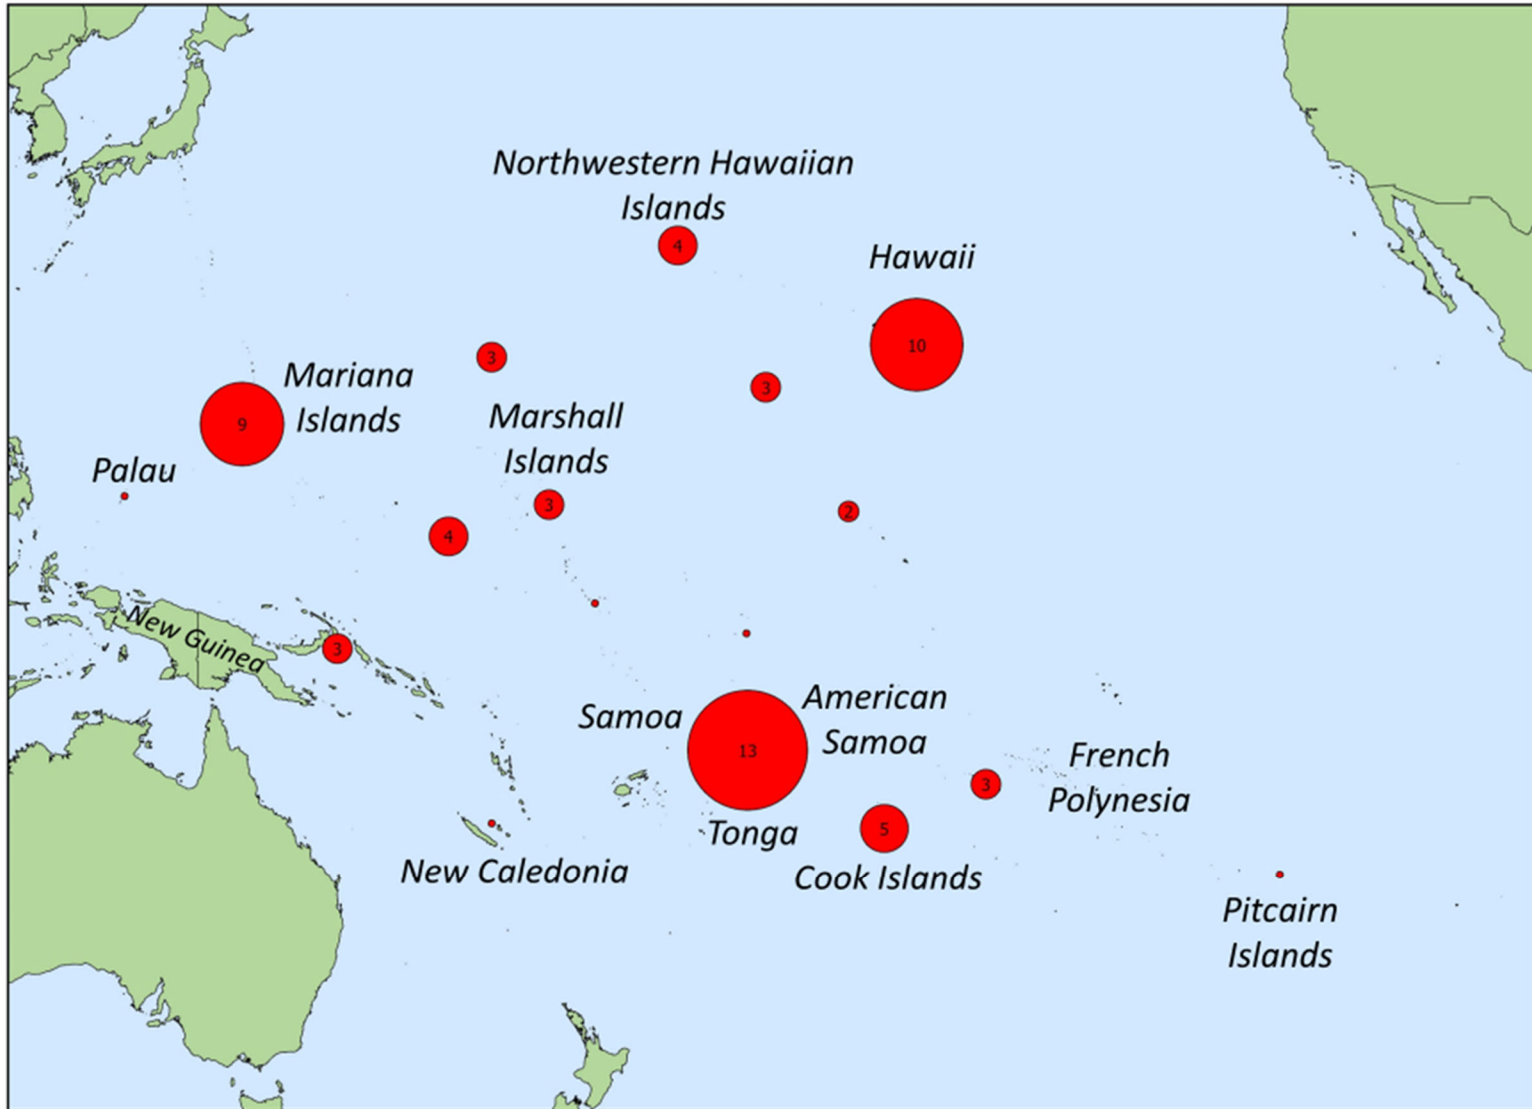 Northwestern Hawaiian
Islands
4
Hawaii
10
3
Mariana
Islands
9
3
Marshall
Islands
Palau
3
2
4
New Guinea
3
Samoa
American
Samoa
13
French
Polynesia
3
Tonga
5
New Caledonia
Cook Islands
Pitcairn
Islands